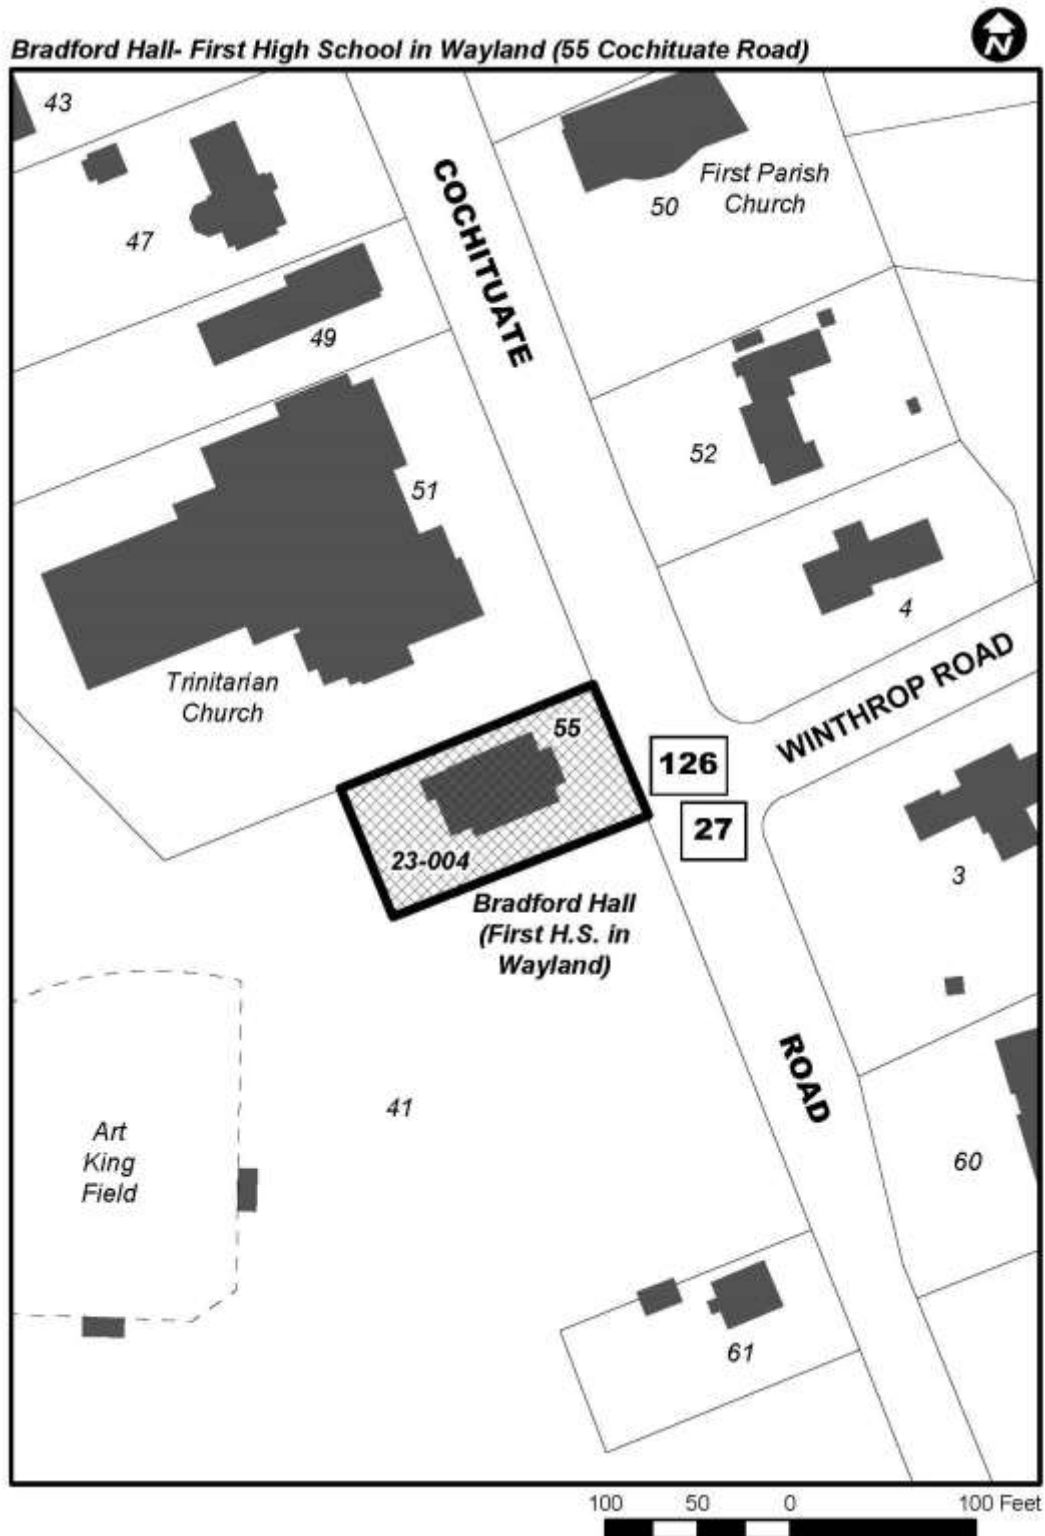 N
Bradford Hall- First High School in Wayland (55 Cochituate Road)
43
First Parish
Church
50
47
COCHITUATE
49
52
51
4
Trinitarian
Church
WINTHROP ROAD
55
126
27
23-004
3
Bradford Hall
(First H.S. in
Wayland)
ROAD
41
Art
King
Field
60
61
100 50 0 100 Feet